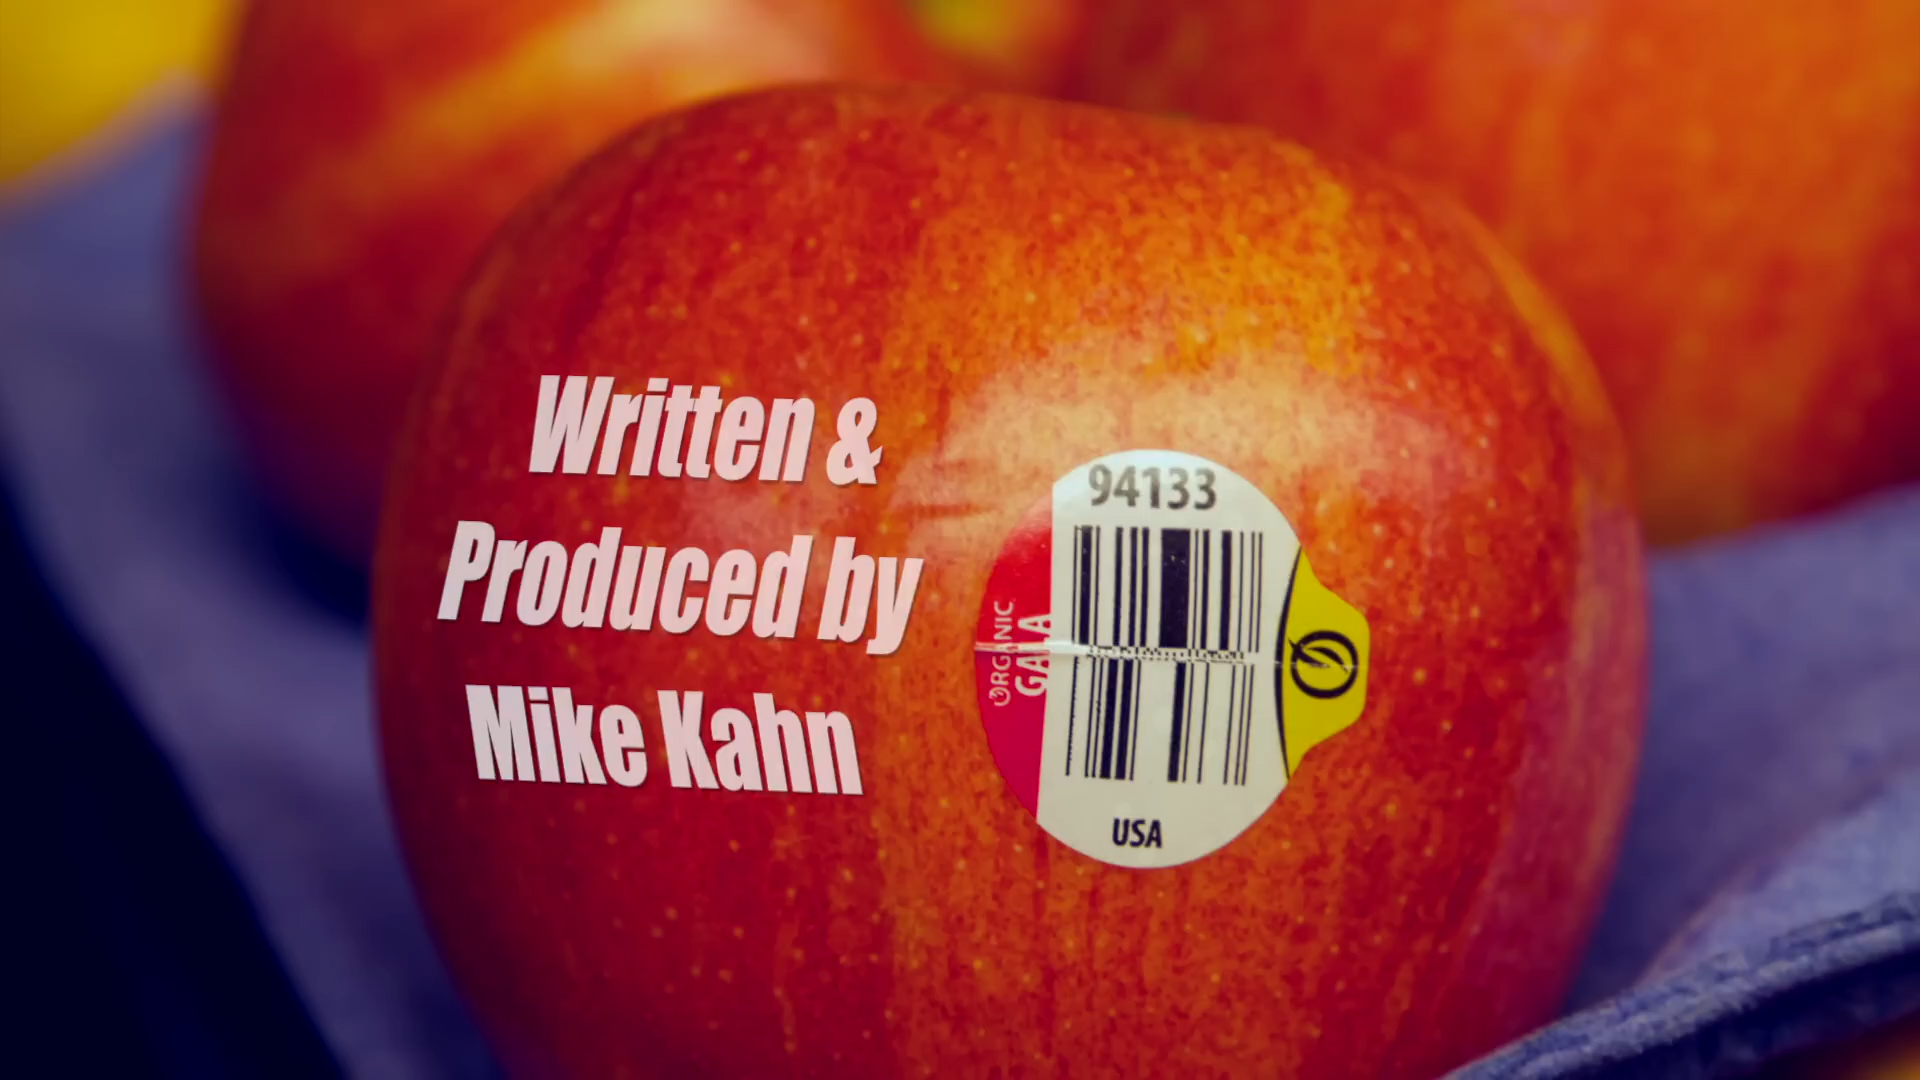 Written &
Produced by
Mike Kahn
94133
ORGANIC
GALA
USA